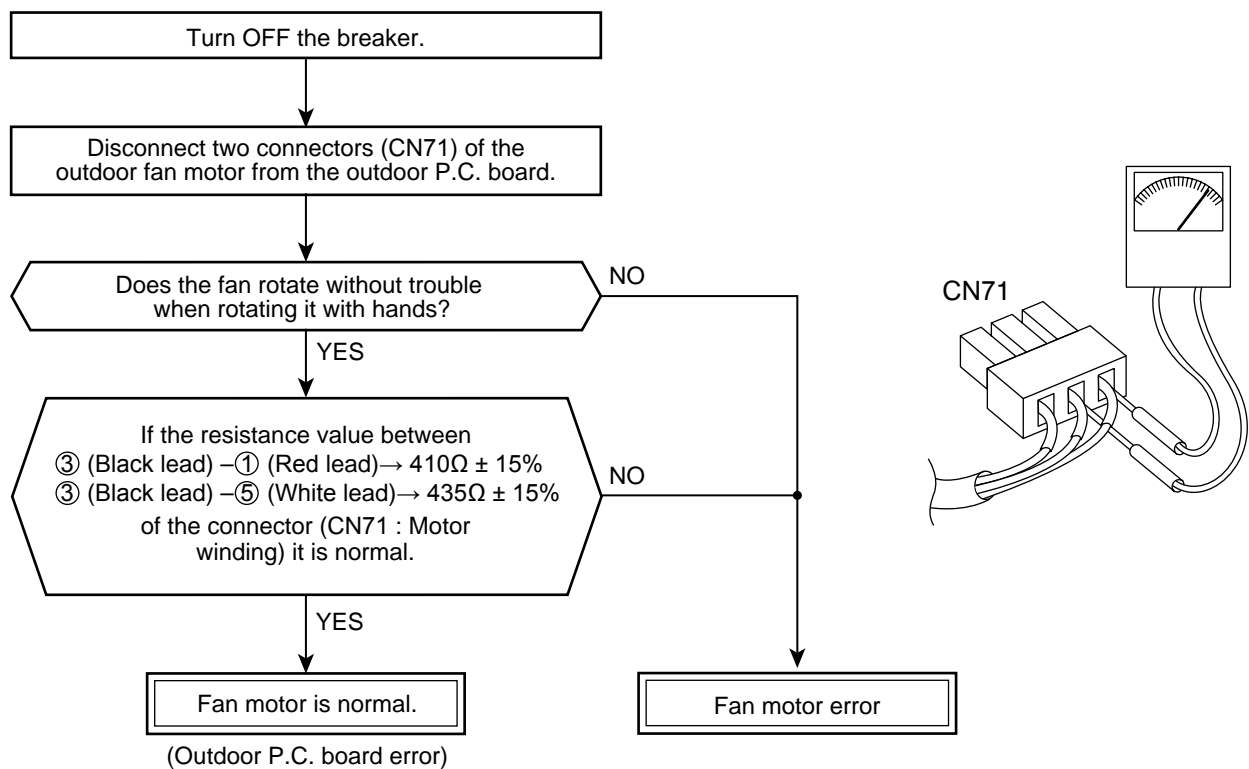 Turn OFF the breaker.
Disconnect two connectors (CN71) of the
outdoor fan motor from the outdoor P.C. board.
Does the fan rotate without trouble
when rotating it with hands?
NO
YES
If the resistance value between
③ (Black lead) –① (Red lead)→ 410Ω ± 15%
③ (Black lead) –⑤ (White lead)→ 435Ω ± 15%
of the connector (CN71 : Motor
winding) it is normal.
NO
YES
Fan motor is normal.
(Outdoor P.C. board error)
Fan motor error
CN71